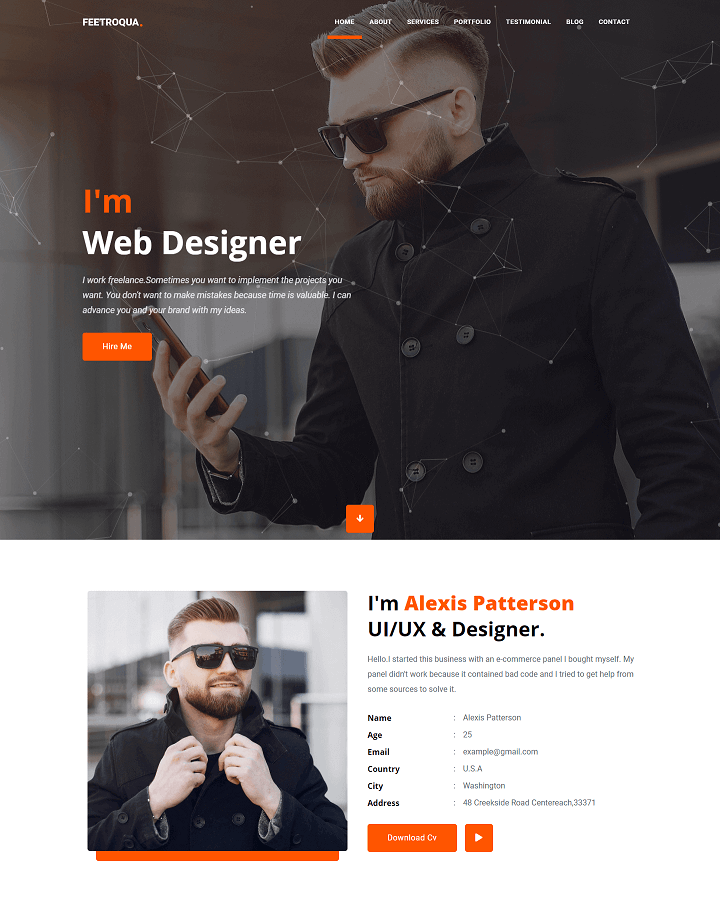 FEETROQUA.
HOME ABOUT SERVICES PORTFOLIO TESTIMONIAL BLOG CONTACT
I'm
Web Designer
I work freelance.Sometimes you want to implement the projects you
want. You don't want to make mistakes because time is valuable. I can
advance you and your brand with my ideas.
Hire Me
I'm Alexis Patterson
UI/UX & Designer.
Hello.I started this business with an e-commerce panel I bought myself. My
panel didn't work because it contained bad code and I tried to get help from
some sources to solve it.
Name : Alexis Patterson
Age : 25
Email : example@gmail.com
Country : U.S.A
City : Washington
Address : 48 Creekside Road Centereach,33371
Download Cv